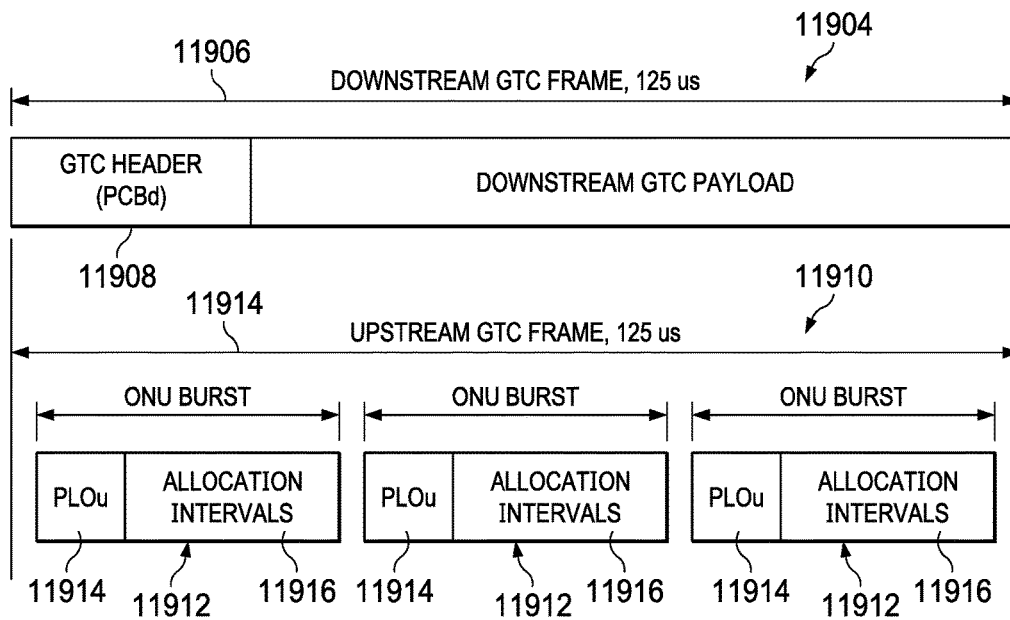 11904
11906
DOWNSTREAM GTC FRAME, 125 us
GTC HEADER
(PCBd)
DOWNSTREAM GTC PAYLOAD
11908
11910
11914
UPSTREAM GTC FRAME, 125 us
ONU BURST
ONU BURST
ONU BURST
PLOu
ALLOCATION
INTERVALS
PLOu
ALLOCATION
INTERVALS
PLOu
ALLOCATION
INTERVALS
11914
11912
11916
11914
11912
11916
11914
11912
11916